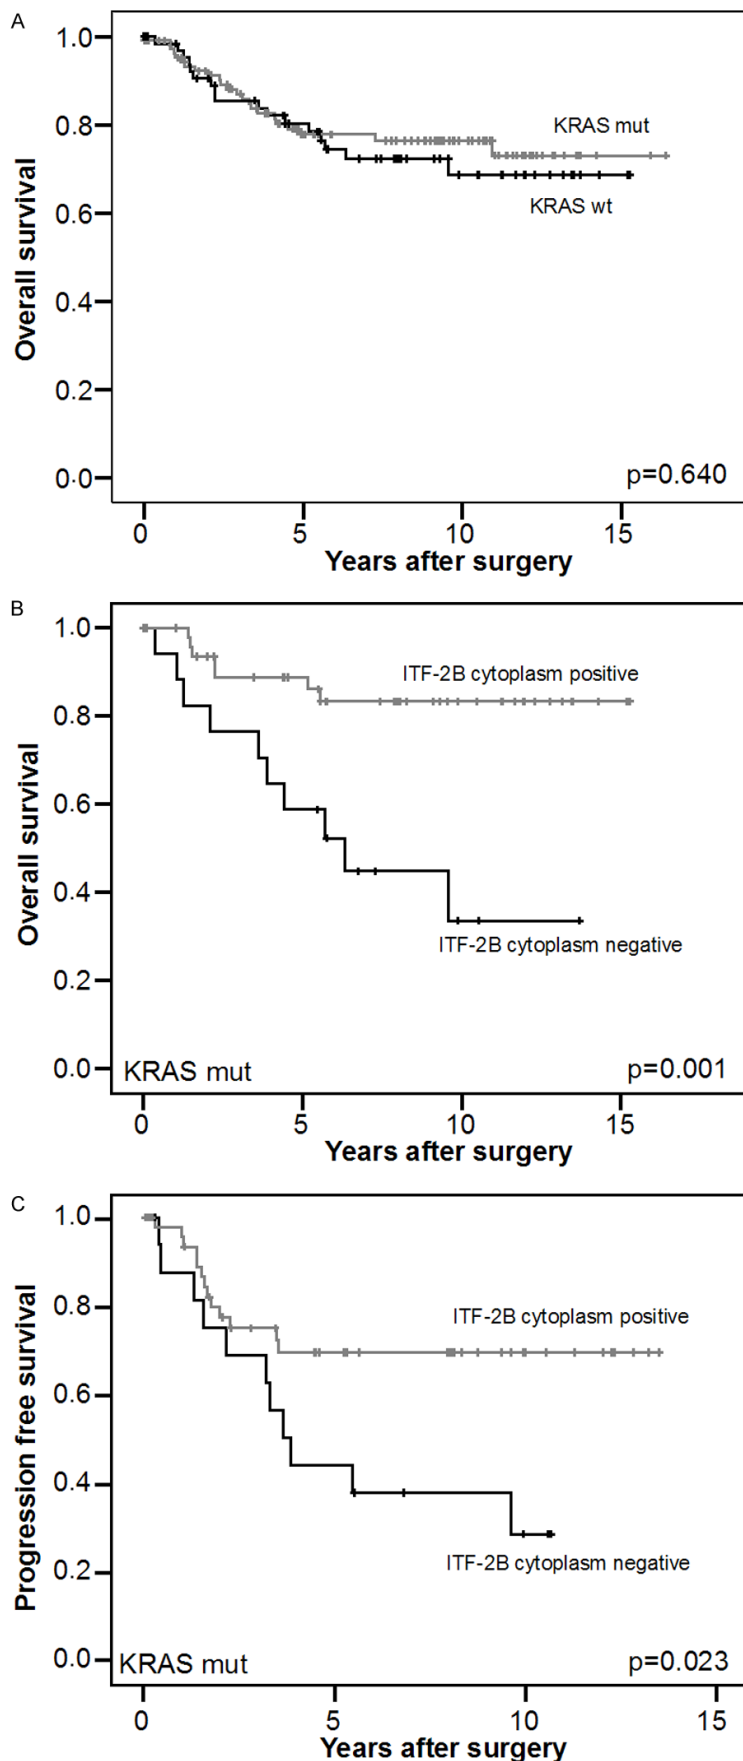 A
1.0
0.8
0.6
0.4
0.2
0.0
Overall survival
KRAS mut
KRAS wt
p=0.640
0 5 10 15
Years after surgery
B
1.0
0.8
0.6
0.4
0.2
0.0
Overall survival
ITF-2B cytoplasm positive
ITF-2B cytoplasm negative
KRAS mut
p=0.001
0 5 10 15
Years after surgery
C
1.0
0.8
0.6
0.4
0.2
0.0
Progression free survival
ITF-2B cytoplasm positive
ITF-2B cytoplasm negative
KRAS mut
p=0.023
0 5 10 15
Years after surgery